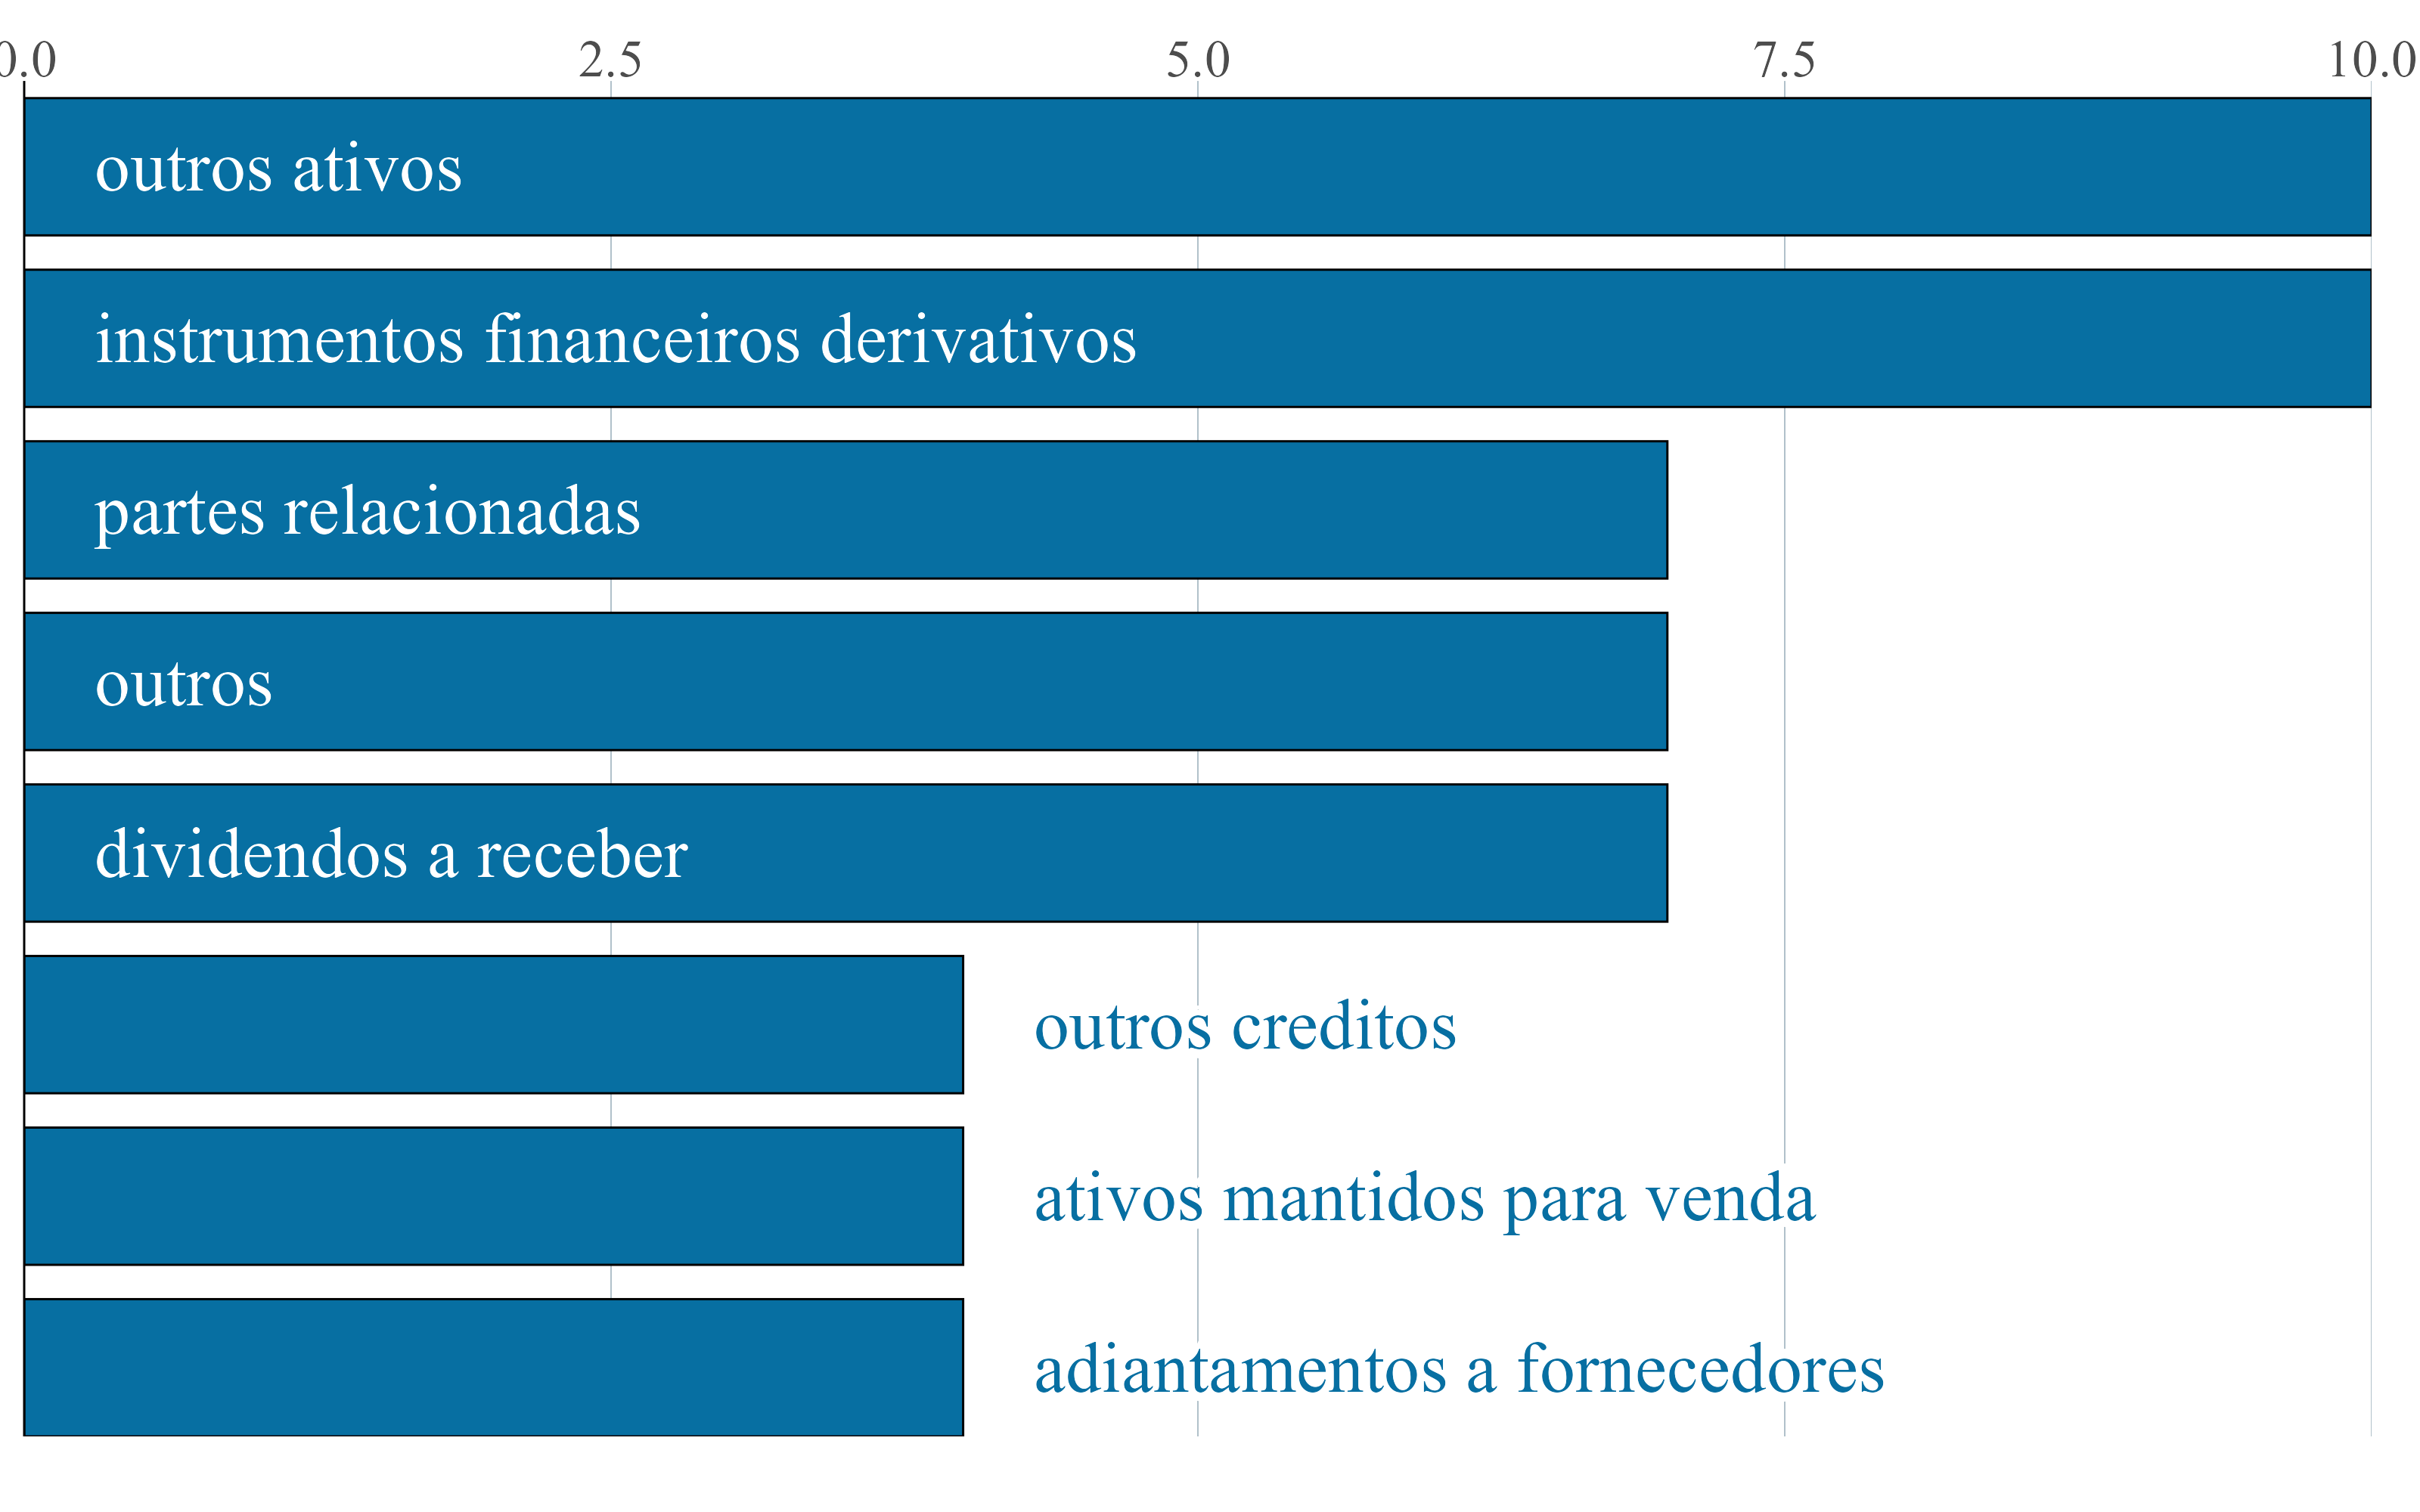 0.0 2.5 5.0 7.5 10.0
outros ativos
instrumentos financeiros derivativos
partes relacionadas
outros
dividendos a receber
outros creditos
ativos mantidos para venda
adiantamentos a fornecedores